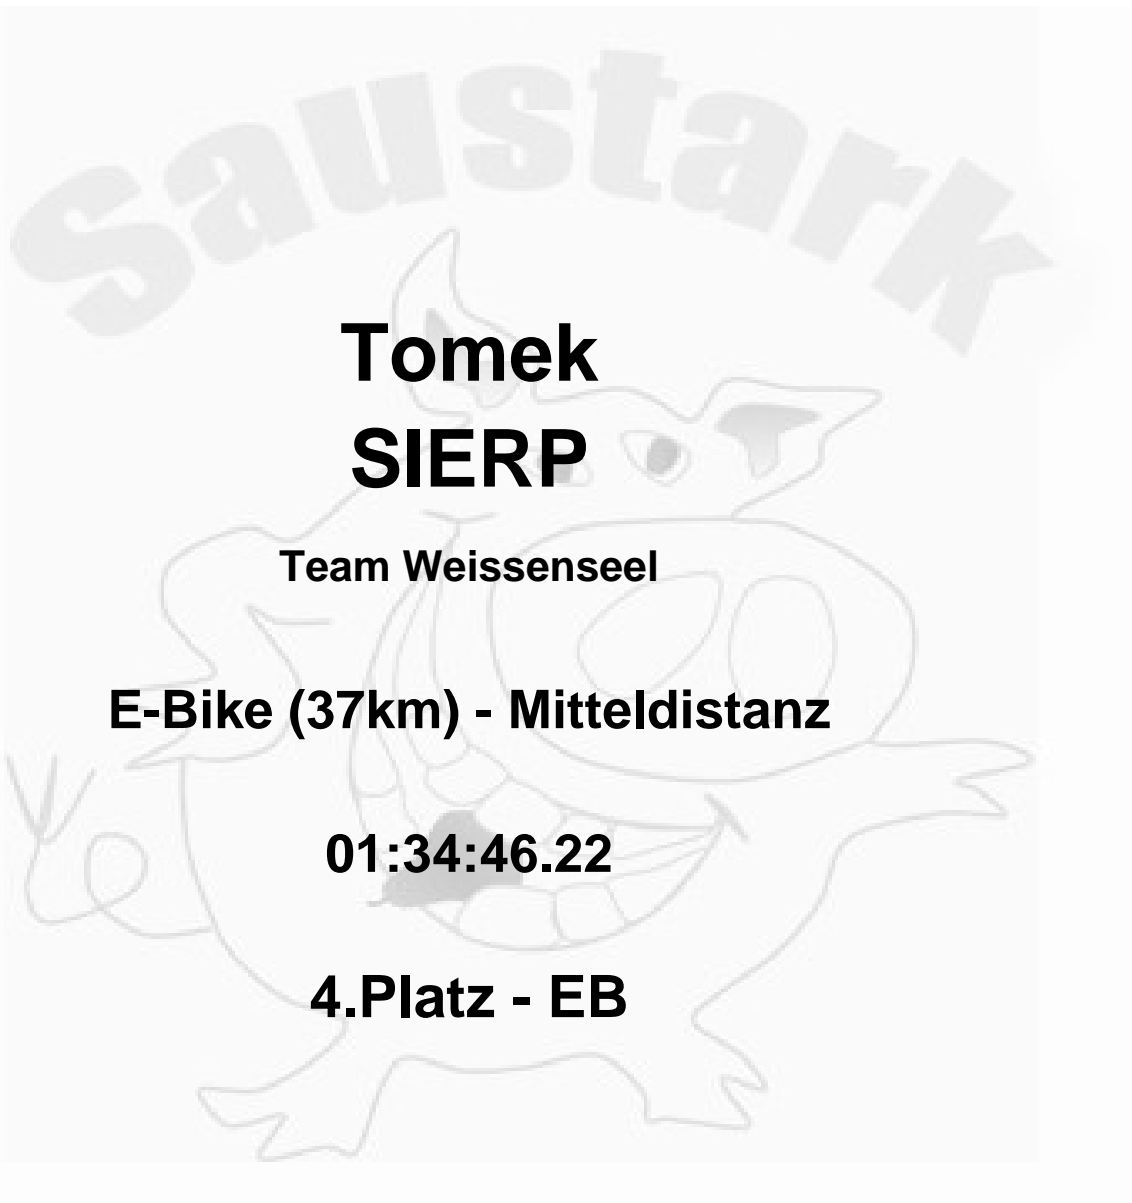 Saustark
Tomek
SIERP
Team Weissenseel
E-Bike (37km) - Mitteldistanz
01:34:46.22
4.Platz - EB